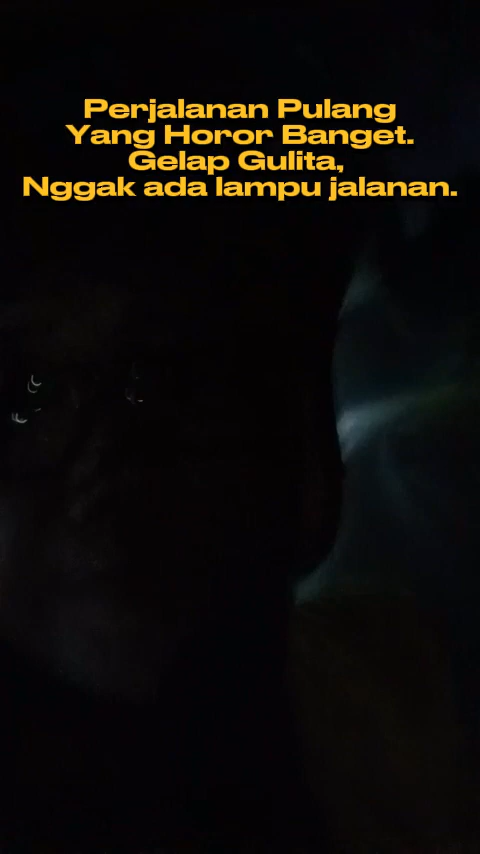 Perjalanan Pulang
Yang Horor Banget.
Gelap Gulita,
Nggak ada lampu jalanan.